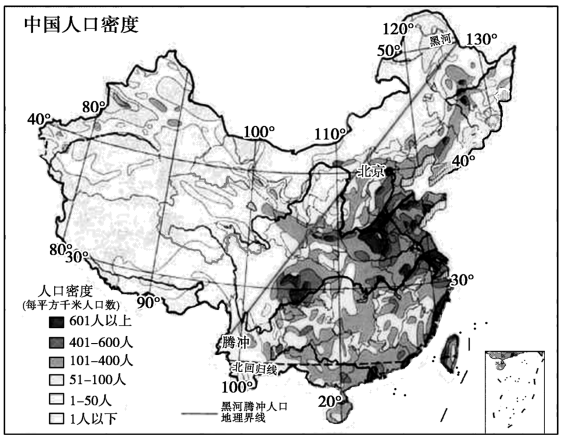 中国人口密度
120°
黑河
130°
50°
80°
40°
100°
110°
北京
40°
80°
30°
90°
30°
人口密度
(每平方千米人口数)
601人以上
401-600人
101-400人
51-100人
1-50人
1人以下
腾冲
北回归线
100°
20°
黑河腾冲人口
地理界线